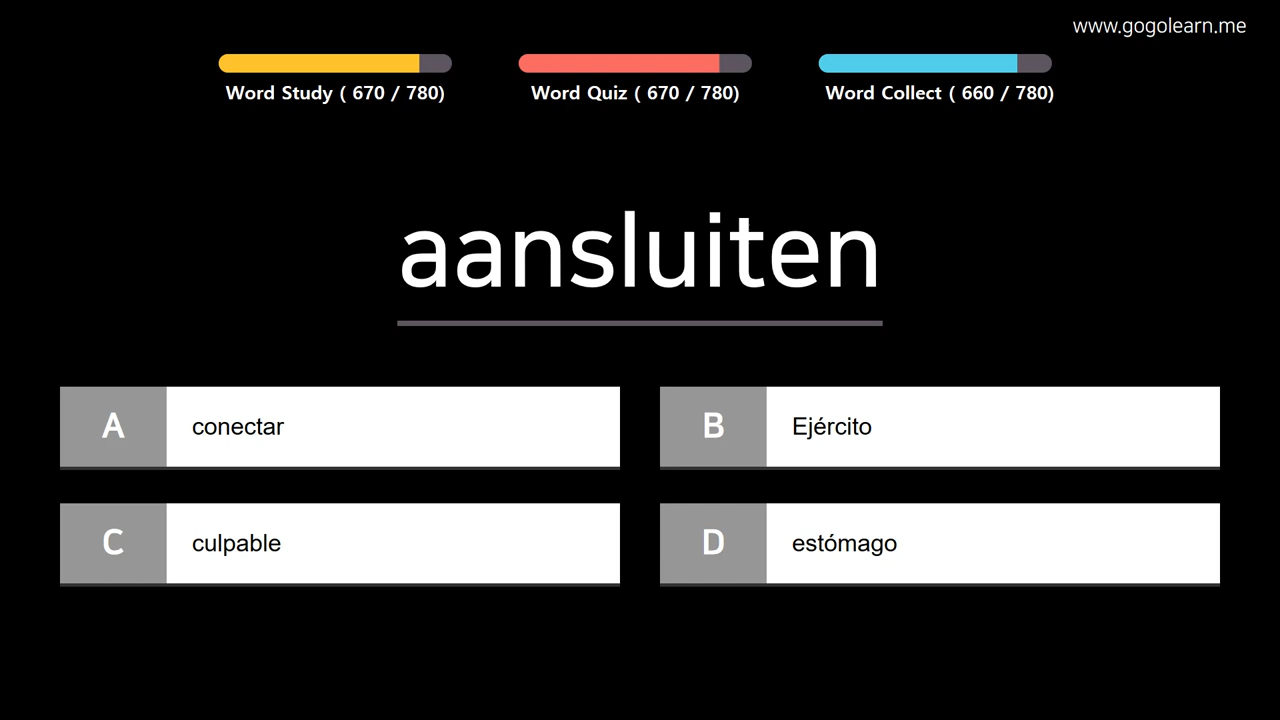 www.gogolearn.me
Word Study ( 670 / 780)
Word Quiz ( 670 / 780)
Word Collect ( 660 / 780)
aansluiten
A conectar
B Ejército
C culpable
D estómago